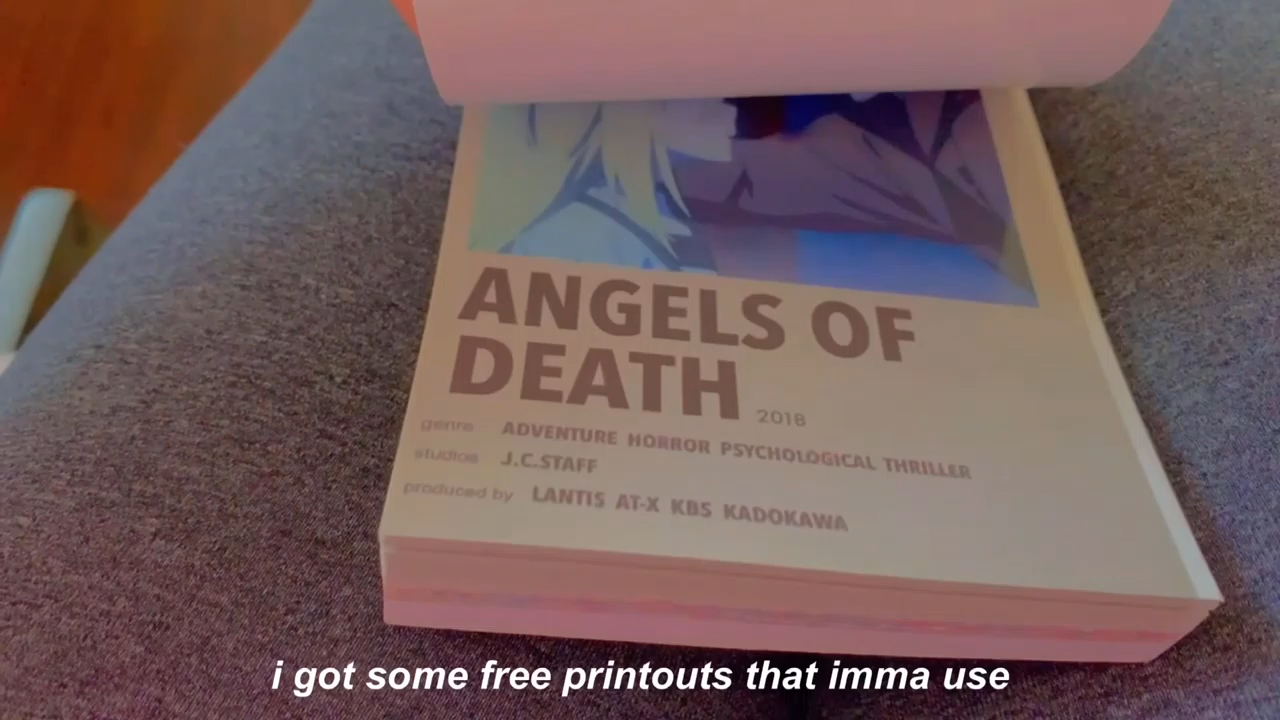 ANGELS OF
DEATH 2018
genre ADVENTURE HORROR PSYCHOLOGICAL THRILLER
studios J.C.STAFF
produced by LANTIS AT-X KBS KADOKAWA
i got some free printouts that imma use